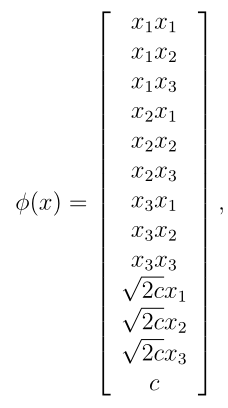 x₁x₁
x₁x₂
x₁x₃
x₂x₁
x₂x₂
x₂x₃
ϕ(x) = x₃x₁ ,
x₃x₂
x₃x₃
√2cx₁
√2cx₂
√2cx₃
c